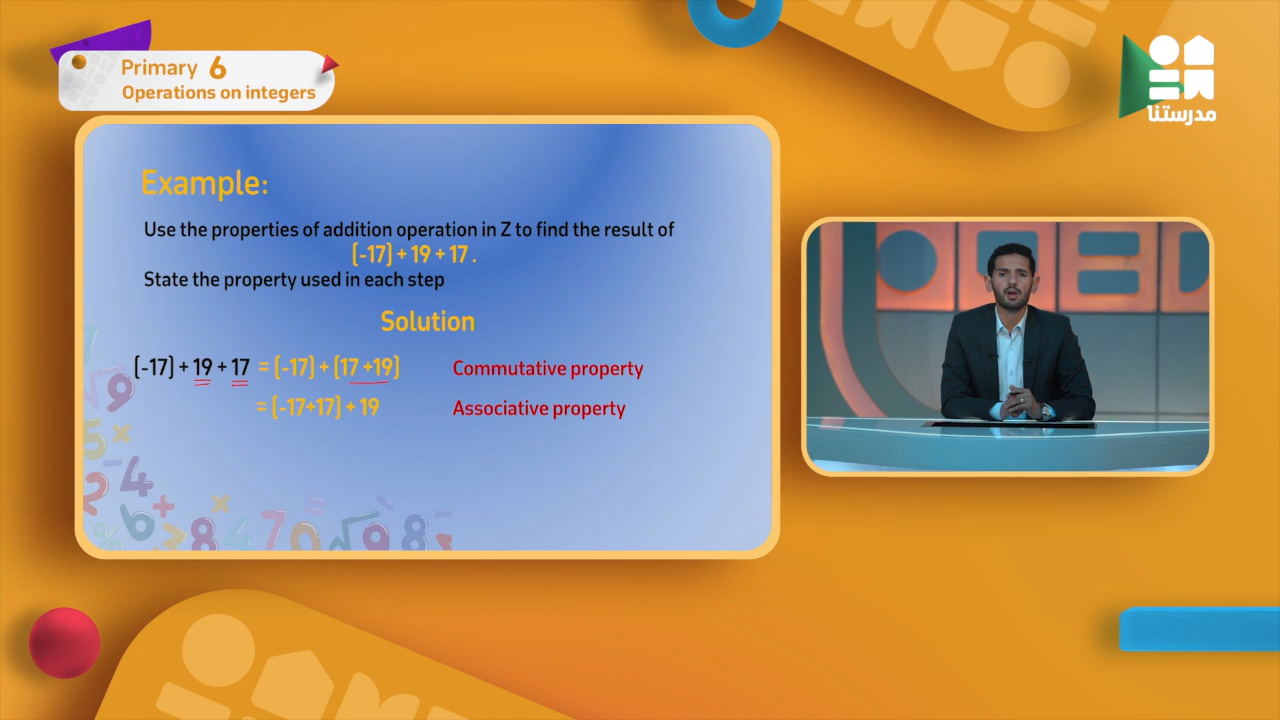 Primary 6
Operations on integers
مدرستنا
Example:
Use the properties of addition operation in Z to find the result of
(-17) + 19 + 17 .
State the property used in each step
Solution
(-17) + 19 + 17 = (-17) + (17 +19) Commutative property
= (-17+17) + 19 Associative property